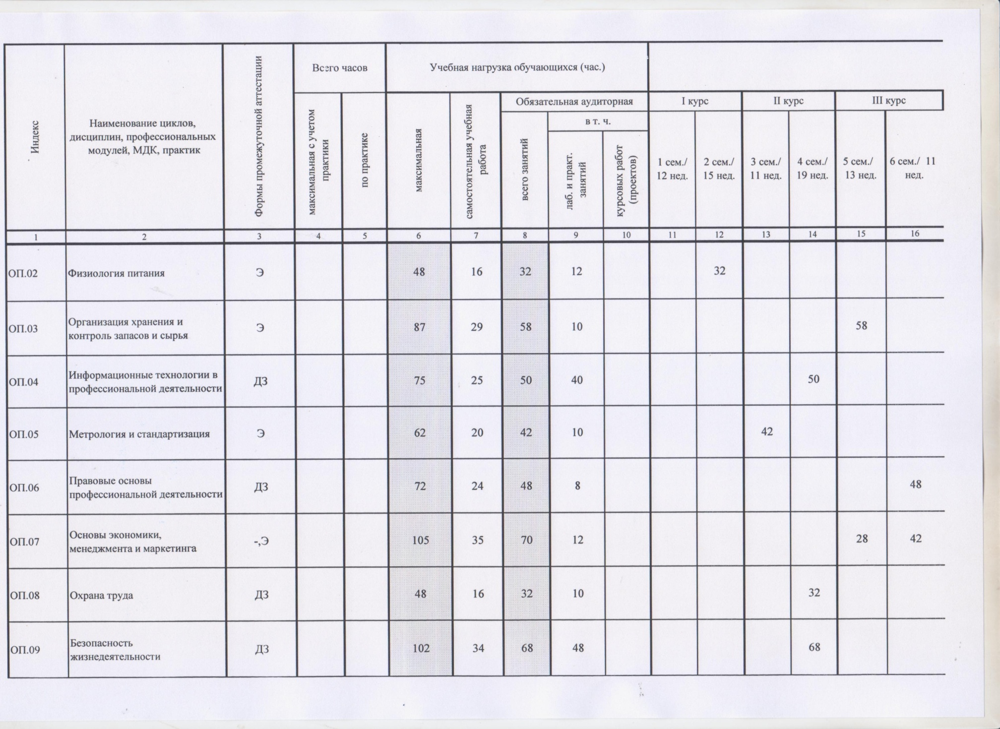 Индекс
Наименование циклов,
дисциплин, профессиональных
модулей, МДК, практик
Формы промежуточной аттестации
Всего часов
Учебная нагрузка обучающихся (час.)
максимальная с учетом
практики
по практике
максимальная
самостоятельная учебная
работа
Обязательная аудиторная
всего занятий
в т. ч.
лаб. и практ.
занятий
курсовых работ
(проектов)
I курс
II курс
III курс
1 сем./
12 нед.
2 сем./
15 нед.
3 сем./
11 нед.
4 сем./
19 нед.
5 сем./
13 нед.
6 сем./ 11
нед.
1 2 3 4 5 6 7 8 9 10 11 12 13 14 15 16
ОП.02 Физиология питания Э 48 16 32 12 32
Организация хранения и
ОП.03 контроль запасов и сырья Э 87 29 58 10 58
Информационные технологии в
ОП.04 профессиональной деятельности ДЗ 75 25 50 40 50
ОП.05 Метрология и стандартизация Э 62 20 42 10 42
Правовые основы
ОП.06 профессиональной деятельности ДЗ 72 24 48 8 48
Основы экономики,
ОП.07 менеджмента и маркетинга -,Э 105 35 70 12 28 42
ОП.08 Охрана труда ДЗ 48 16 32 10 32
Безопасность
ОП.09 жизнедеятельности ДЗ 102 34 68 48 68